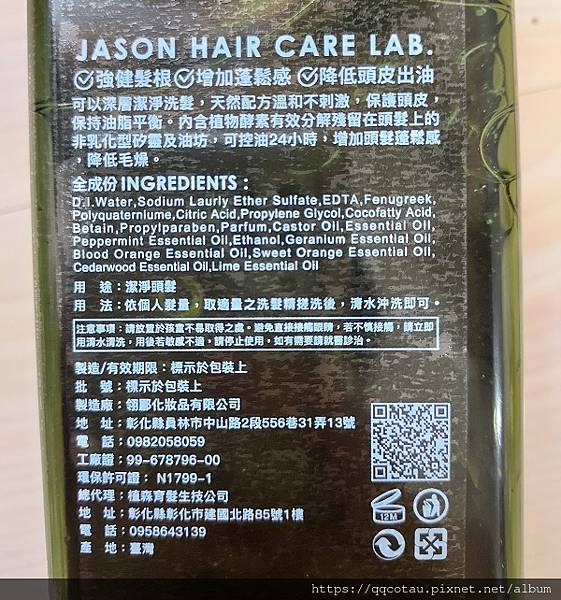 JASON HAIR CARE LAB.
強健髮根 增加蓬鬆感 降低頭皮出油
可以深層潔淨洗髮，天然配方溫和不刺激，保護頭皮，
保持油脂平衡。內含植物酵素有效分解殘留在頭髮上的
非乳化型矽靈及油垢，可控油24小時，增加頭髮蓬鬆感
，降低毛燥。
全成份 INGREDIENTS：
D.I.Water,Sodium Laurly Ether Sulfate,EDTA,Fenugreek,
Polyquaterniume,Citric Acid,Propylene Glycol,Cocofatty Acid,
Betain,Propylparaben,Parfum,Castor Oil,Essential Oil,
Peppermint Essential Oil,Ethanol,Geranium Essential Oil,
Blood Orange Essential Oil,Sweet Orange Essential Oil,
Cedarwood Essential Oil,Lime Essential Oil
用 途：潔淨頭髮
用 法：依個人髮量，取適量之洗髮精搓洗後，清水沖洗即可。
注意事項：請放置於孩童不易取得之處。避免直接接觸眼睛，若不慎接觸，請立即
用清水清洗，用後若敏感不適，請停止使用，如有需要請就醫診治。
製造/有效期限：標示於包裝上
批 號：標示於包裝上
製造廠：翎郿化妝品有限公司
地 址：彰化縣員林市中山路2段556巷31弄13號
電 話：0982058059
工廠證：99-678796-00
環保許可證： N1799-1
總代理：植森育髮生技公司
地 址：彰化縣彰化市建國北路85號1樓
電 話：0958643139
產 地：臺灣
12M
https://qqcotau.pixnet.net/album